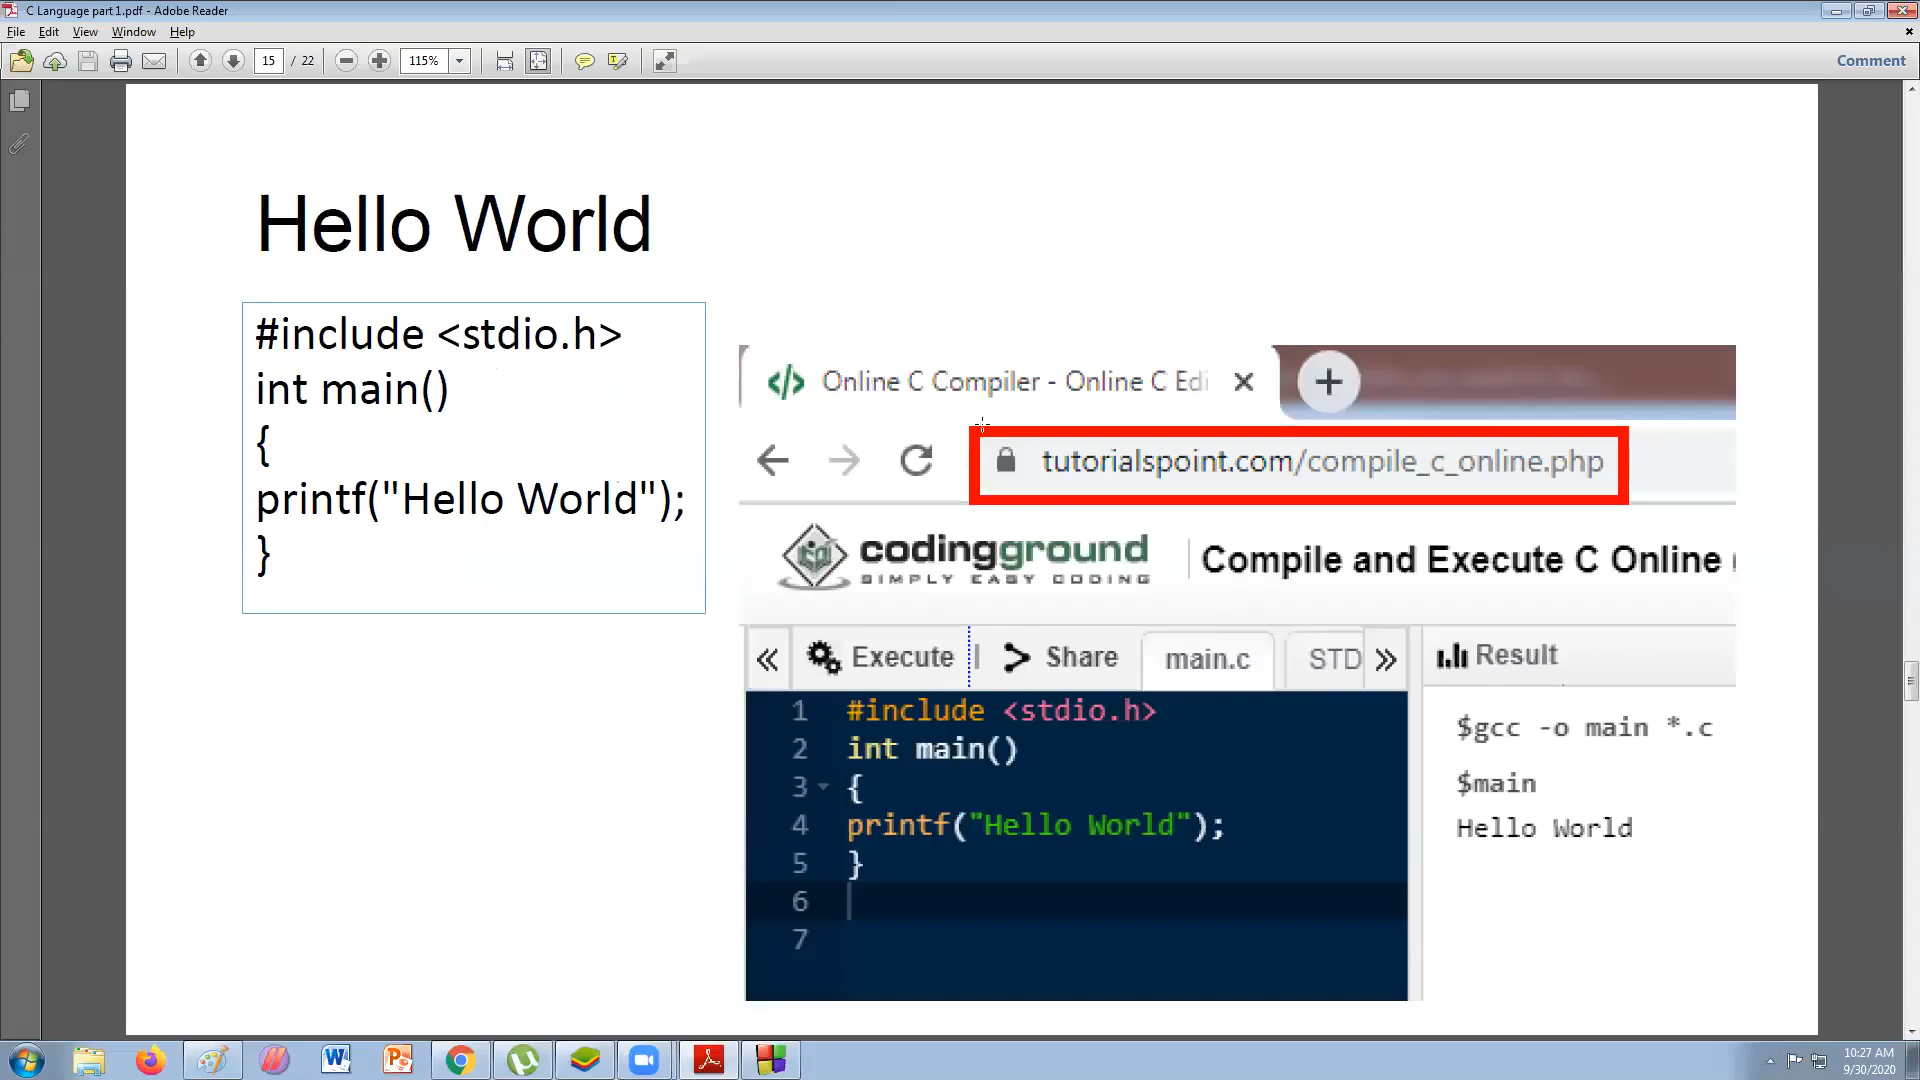 C Language part 1.pdf - Adobe Reader
File Edit View Window Help
15 / 22 115% Comment
Hello World
#include <stdio.h>
int main()
{
printf("Hello World");
}
Online C Compiler - Online C Edi
tutorialspoint.com/compile_c_online.php
codingground
SIMPLY EASY CODING
Compile and Execute C Online
Execute Share main.c STD Result
1 #include <stdio.h>
2 int main()
3 {
4 printf("Hello World");
5 }
6
7
$gcc -o main *.c
$main
Hello World
10:27 AM
9/30/2020